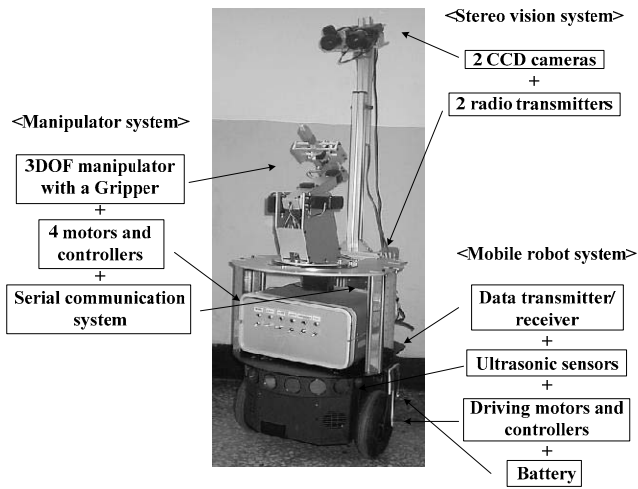 <Stereo vision system>
2 CCD cameras
+
2 radio transmitters
<Manipulator system>
3DOF manipulator
with a Gripper
+
4 motors and
controllers
+
Serial communication
system
<Mobile robot system>
Data transmitter/
receiver
+
Ultrasonic sensors
+
Driving motors and
controllers
+
Battery